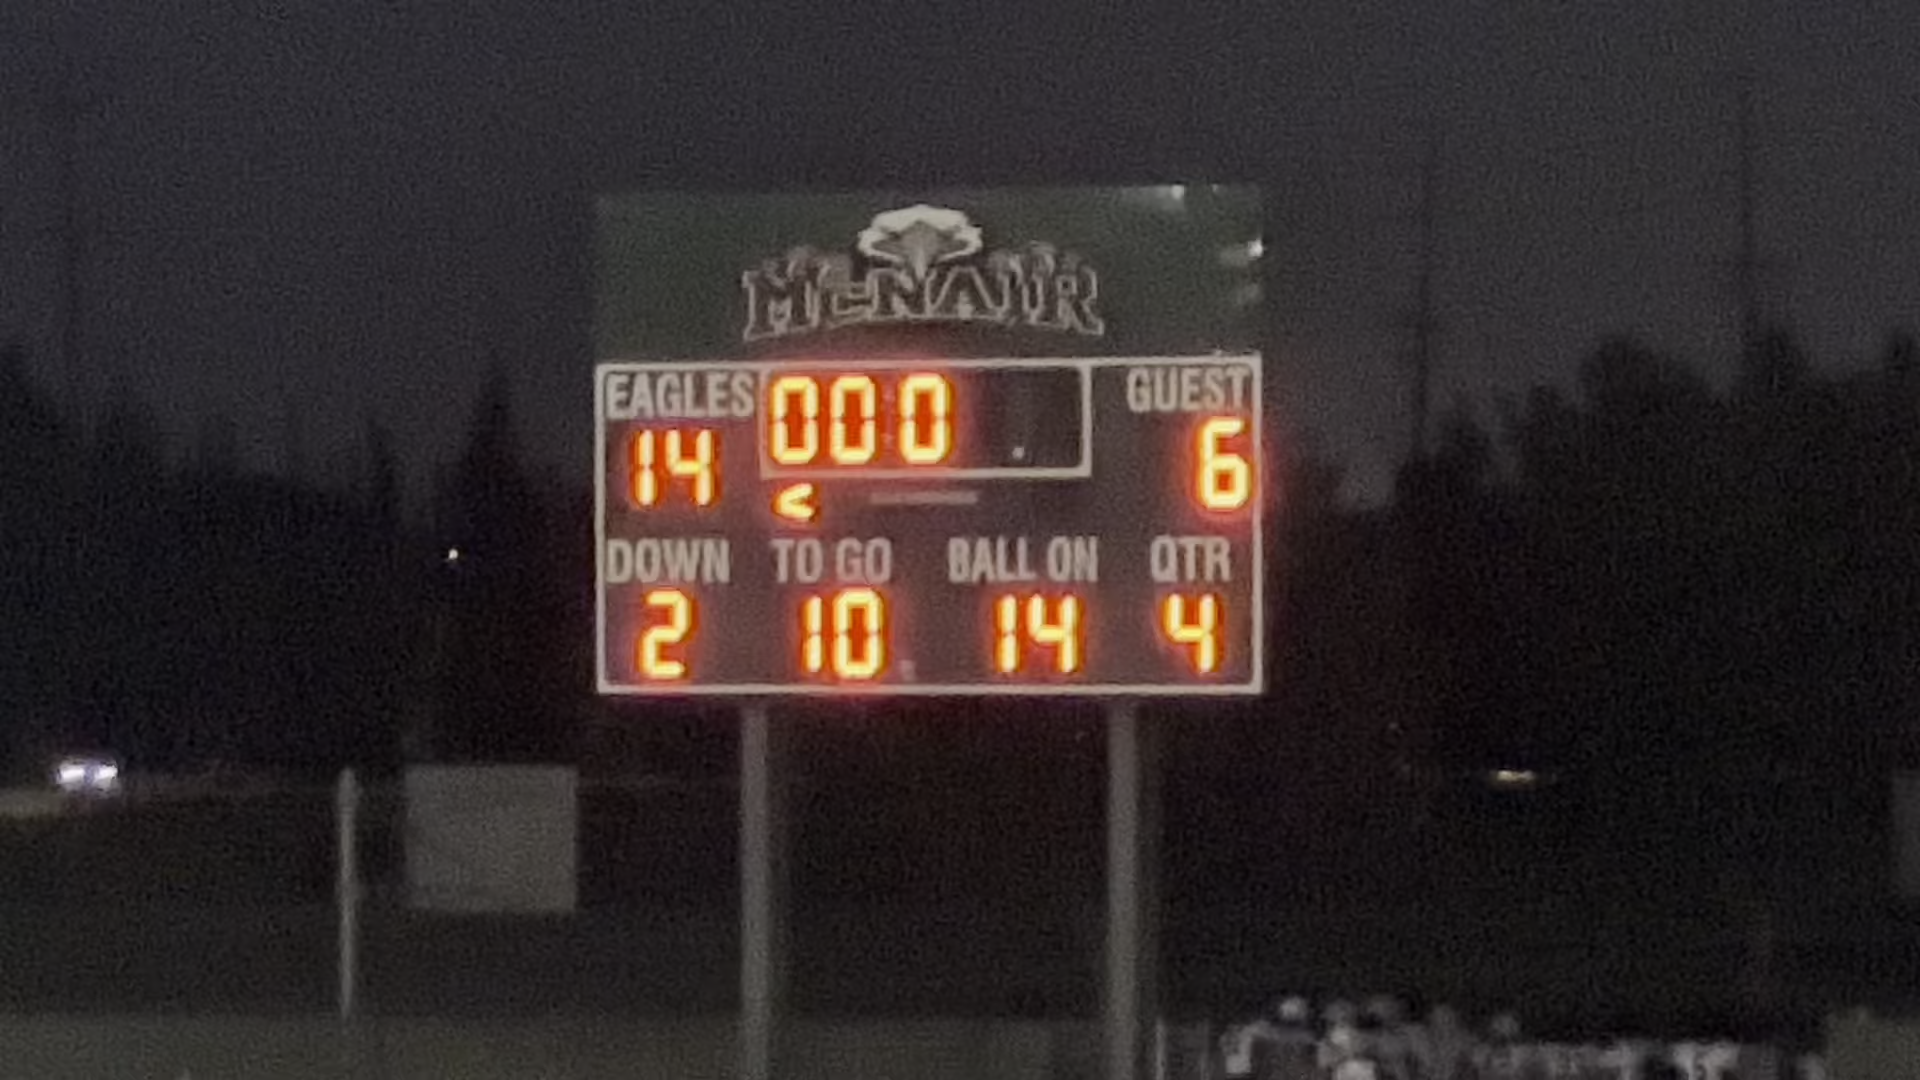 McNAIR
EAGLES 000 GUEST
14 6
<
DOWN TO GO BALL ON QTR
2 10 14 4